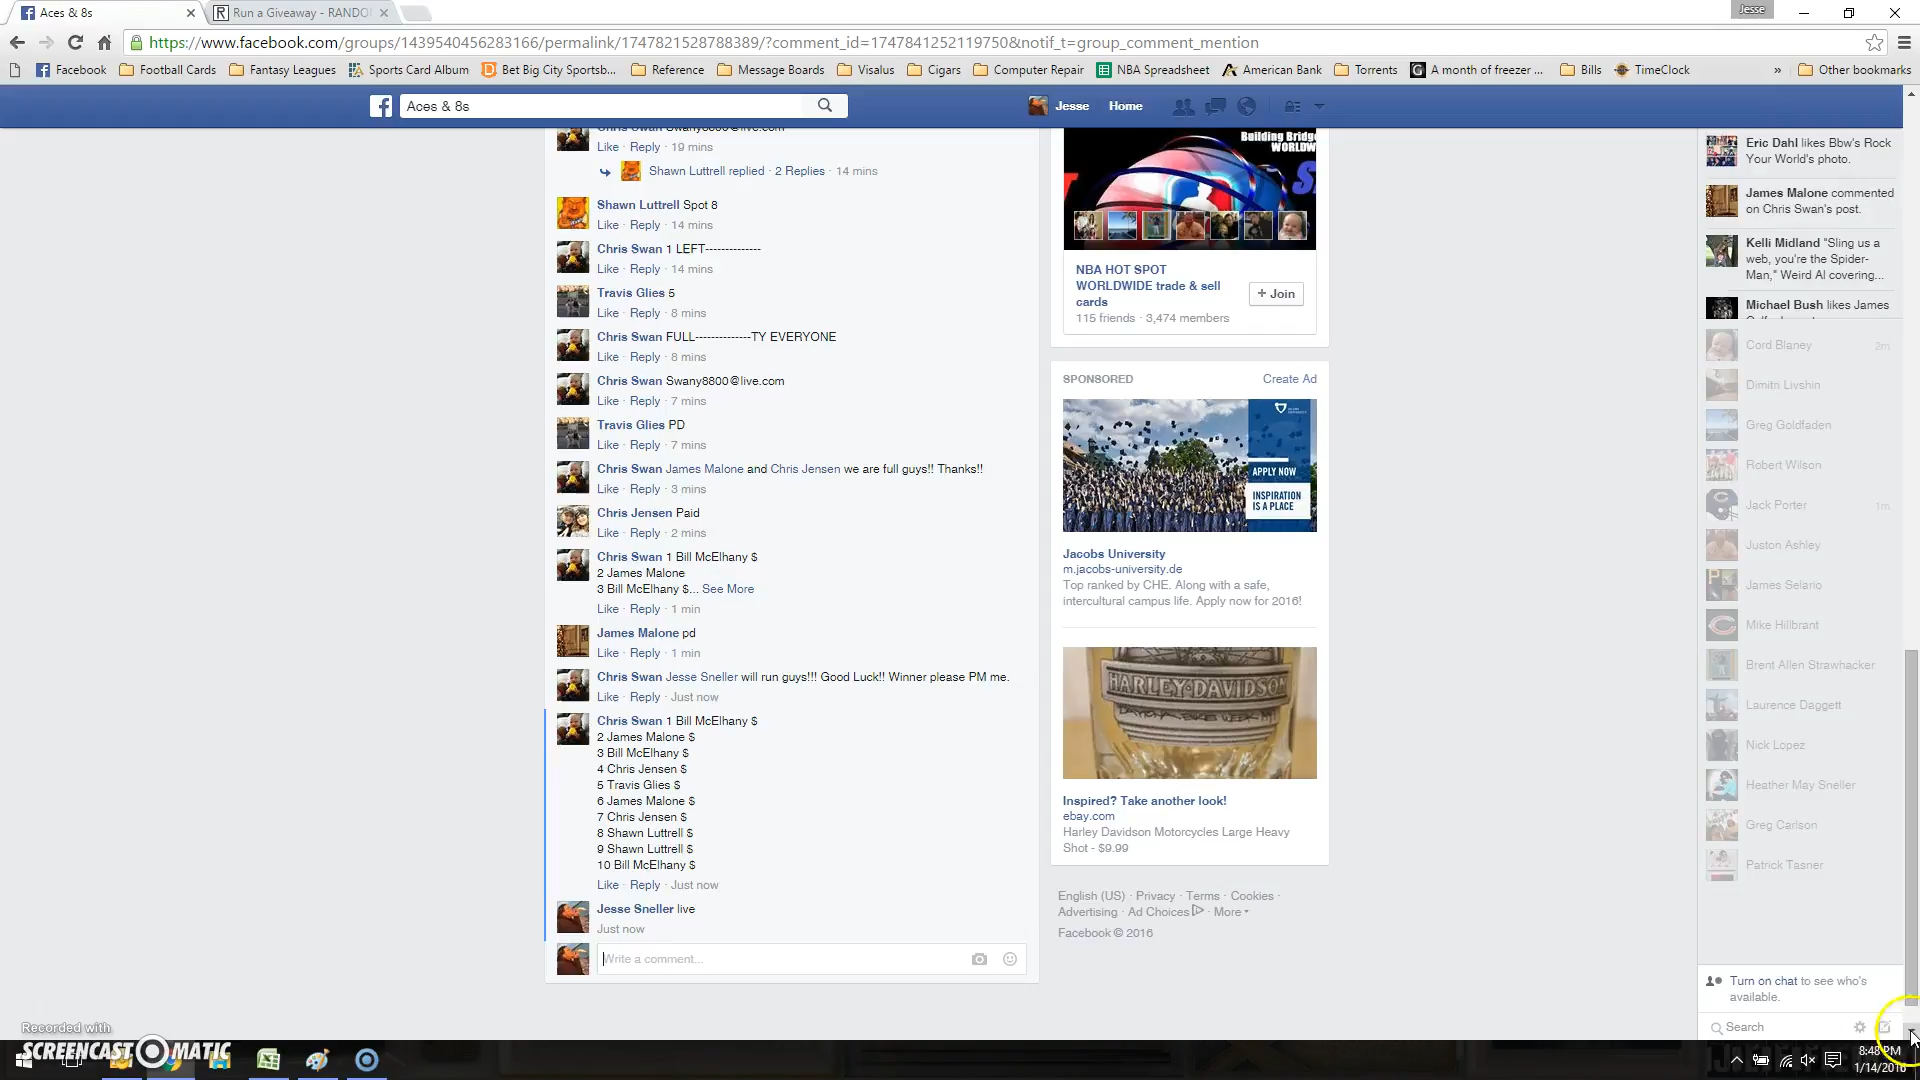 Aces & 8s
Run a Giveaway - RANDO
Jesse
https://www.facebook.com/groups/1439540456283166/permalink/1747821528788389/?comment_id=1747841252119750&notif_t=group_comment_mention
Facebook Football Cards Fantasy Leagues Sports Card Album Bet Big City Sportsb... Reference Message Boards Visalus Cigars Computer Repair NBA Spreadsheet American Bank Torrents A month of freezer ... Bills TimeClock » Other bookmarks
Aces & 8s
Jesse Home
Chris Swan Swany8800@live.com
Like · Reply · 19 mins
Shawn Luttrell replied · 2 Replies · 14 mins
Shawn Luttrell Spot 8
Like · Reply · 14 mins
Chris Swan 1 LEFT--------------
Like · Reply · 14 mins
Travis Glies 5
Like · Reply · 8 mins
Chris Swan FULL--------------TY EVERYONE
Like · Reply · 8 mins
Chris Swan Swany8800@live.com
Like · Reply · 7 mins
Travis Glies PD
Like · Reply · 7 mins
Chris Swan James Malone and Chris Jensen we are full guys!! Thanks!!
Like · Reply · 3 mins
Chris Jensen Paid
Like · Reply · 2 mins
Chris Swan 1 Bill McElhany $
2 James Malone
3 Bill McElhany $... See More
Like · Reply · 1 min
James Malone pd
Like · Reply · 1 min
Chris Swan Jesse Sneller will run guys!!! Good Luck!! Winner please PM me.
Like · Reply · Just now
Chris Swan 1 Bill McElhany $
2 James Malone $
3 Bill McElhany $
4 Chris Jensen $
5 Travis Glies $
6 James Malone $
7 Chris Jensen $
8 Shawn Luttrell $
9 Shawn Luttrell $
10 Bill McElhany $
Like · Reply · Just now
Jesse Sneller live
Just now
Write a comment...
Building Bridg
WORLDW
NBA HOT SPOT
WORLDWIDE trade & sell
cards
+ Join
115 friends · 3,474 members
SPONSORED Create Ad
APPLY NOW
INSPIRATION
IS A PLACE
Jacobs University
m.jacobs-university.de
Top ranked by CHE. Along with a safe,
intercultural campus life. Apply now for 2016!
HARLEY-DAVIDSON
Inspired? Take another look!
ebay.com
Harley Davidson Motorcycles Large Heavy
Shot - $9.99
English (US) · Privacy · Terms · Cookies ·
Advertising · Ad Choices · More
Facebook © 2016
Eric Dahl likes Bbw's Rock
Your World's photo.
James Malone commented
on Chris Swan's post.
Kelli Midland "Sling us a
web, you're the Spider-
Man," Weird Al covering...
Michael Bush likes James
Cord Blaney 2m
Dimitri Livshin
Greg Goldfaden
Robert Wilson
Jack Porter 1m
Juston Ashley
James Selario
Mike Hillbrant
Brent Allen Strawhacker
Laurence Daggett
Nick Lopez
Heather May Sneller
Greg Carlson
Patrick Tasner
Turn on chat to see who's
available.
Search
Recorded with
SCREENCAST-O-MATIC
8:48 PM
1/14/2016